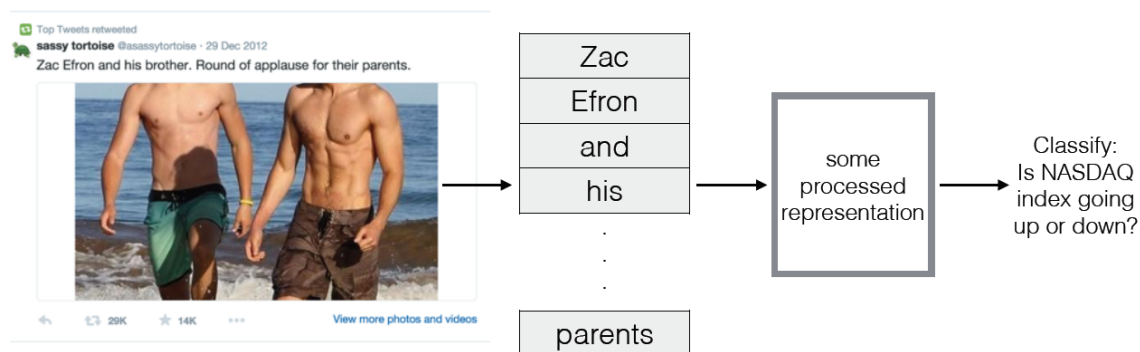 Top Tweets retweeted
sassy tortoise @asassytortoise · 29 Dec 2012
Zac Efron and his brother. Round of applause for their parents.
29K 14K
View more photos and videos
Zac
Efron
and
his
.
.
.
parents
some
processed
representation
Classify:
Is NASDAQ
index going
up or down?